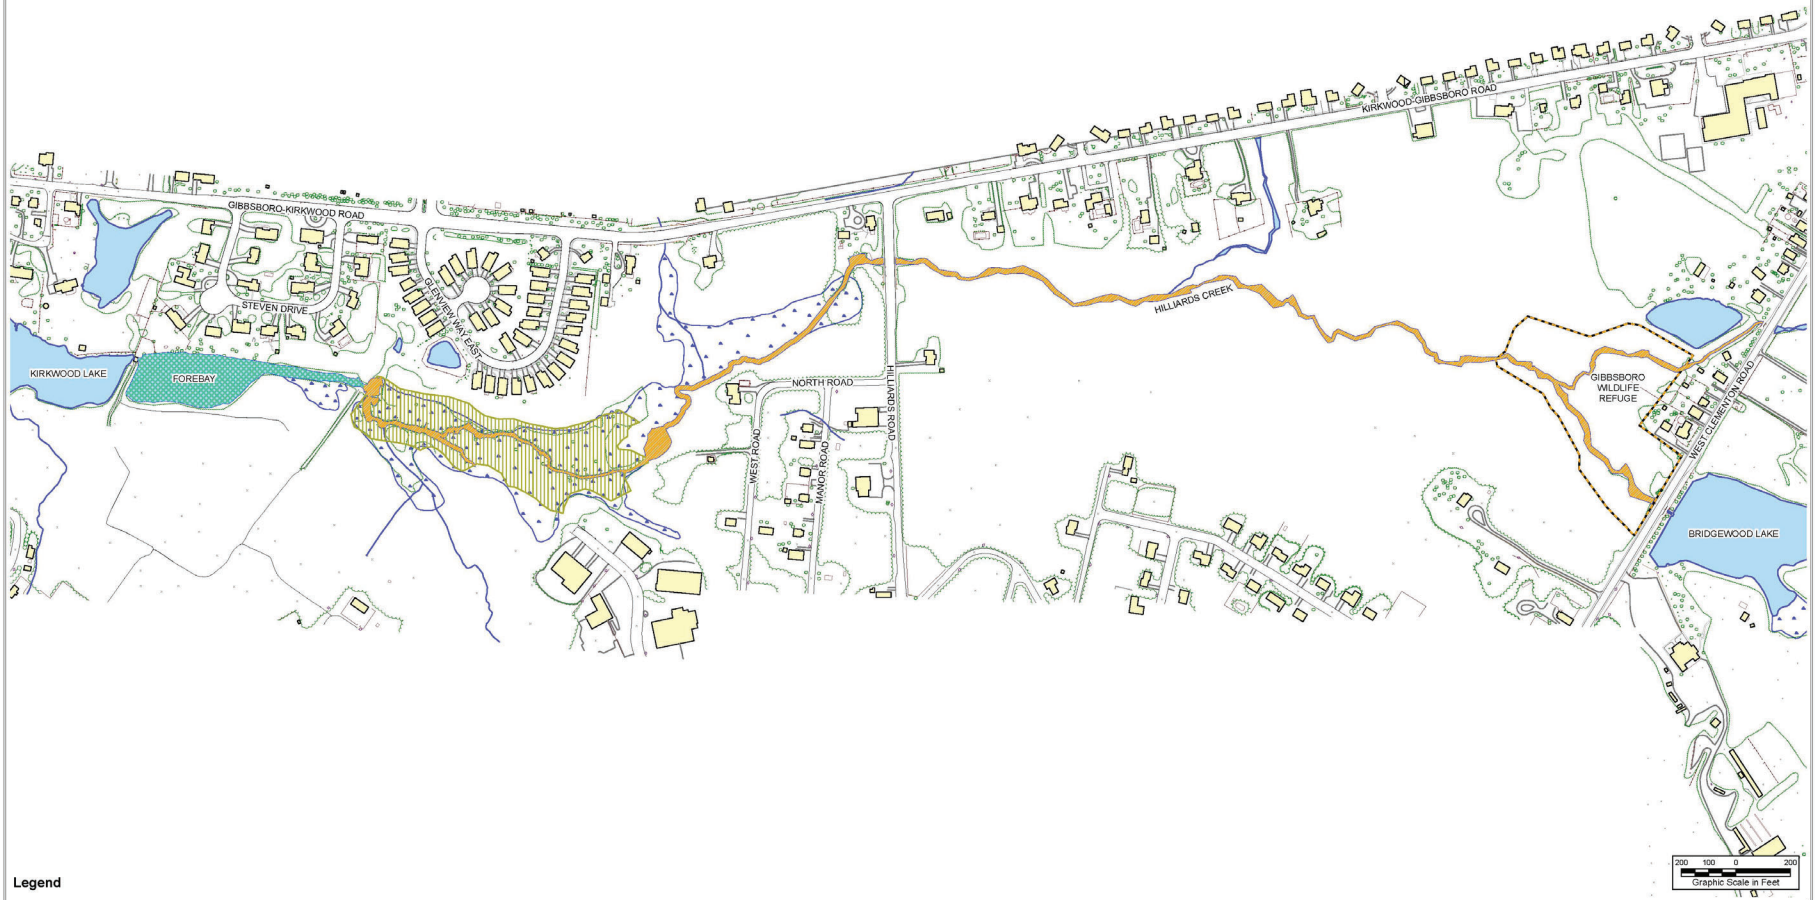 KIRKWOOD-GIBBSBORO ROAD
GIBBSBORO-KIRKWOOD ROAD
STEVEN DRIVE
GLENVIEW WAY EAST
HILLIARDS CREEK
KIRKWOOD LAKE
FOREBAY
NORTH ROAD
HILLIARDS ROAD
WEST ROAD
MANOR ROAD
GIBBSBORO
WILDLIFE
REFUGE
WEST CLEMENTON ROAD
BRIDGEWOOD LAKE
200 100 0 200
Graphic Scale in Feet
Legend